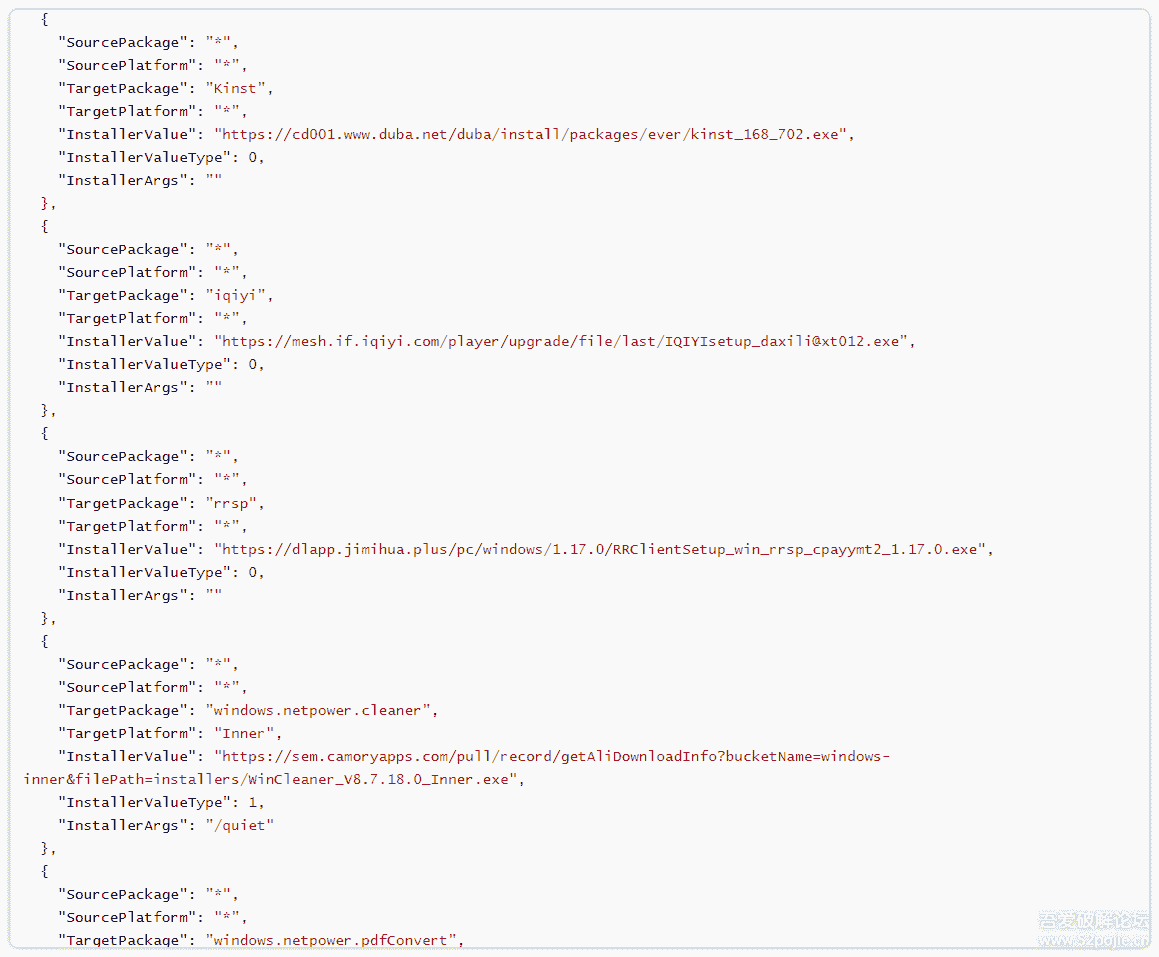 {
"SourcePackage": "*",
"SourcePlatform": "*",
"TargetPackage": "Kinst",
"TargetPlatform": "*",
"InstallerValue": "https://cd001.www.duba.net/duba/install/packages/ever/kinst_168_702.exe",
"InstallerValueType": 0,
"InstallerArgs": ""
},
{
"SourcePackage": "*",
"SourcePlatform": "*",
"TargetPackage": "iqiyi",
"TargetPlatform": "*",
"InstallerValue": "https://mesh.if.iqiyi.com/player/upgrade/file/last/IQIYIsetup_daxili@xt012.exe",
"InstallerValueType": 0,
"InstallerArgs": ""
},
{
"SourcePackage": "*",
"SourcePlatform": "*",
"TargetPackage": "rrsp",
"TargetPlatform": "*",
"InstallerValue": "https://dlapp.jimihua.plus/pc/windows/1.17.0/RRClientSetup_win_rrsp_cpayymt2_1.17.0.exe",
"InstallerValueType": 0,
"InstallerArgs": ""
},
{
"SourcePackage": "*",
"SourcePlatform": "*",
"TargetPackage": "windows.netpower.cleaner",
"TargetPlatform": "Inner",
"InstallerValue": "https://sem.camoryapps.com/pull/record/getAliDownloadInfo?bucketName=windows-
inner&filePath=installers/WinCleaner_V8.7.18.0_Inner.exe",
"InstallerValueType": 1,
"InstallerArgs": "/quiet"
},
{
"SourcePackage": "*",
"SourcePlatform": "*",
"TargetPackage": "windows.netpower.pdfConvert",
吾爱破解论坛
www.52pojie.cn